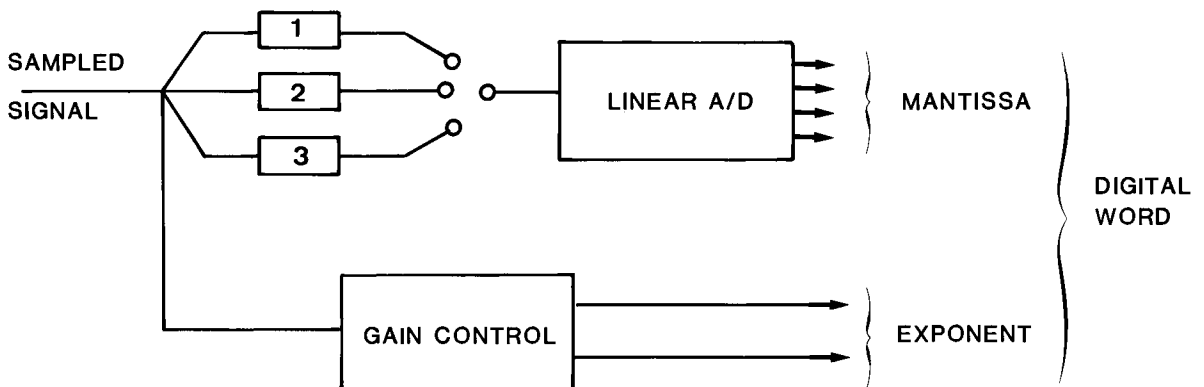 SAMPLED
SIGNAL
1
2
3
LINEAR A/D
MANTISSA
DIGITAL
WORD
GAIN CONTROL
EXPONENT